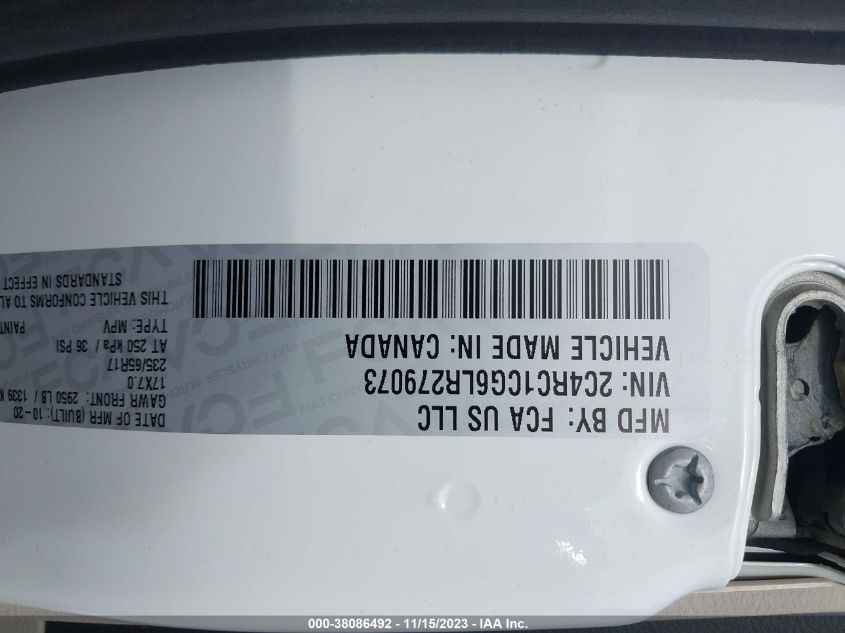 MFD BY: FCA US LLC
VIN: 2C4RC1CG6LR279073
VEHICLE MADE IN: CANADA
DATE OF MFR (BUILT): 10-20
GAWR FRONT: 2950 LB / 1339 K
17X7.0
235/65R17
AT 250 kPa / 36 PSI
TYPE: MPV PAINT
THIS VEHICLE CONFORMS TO AL
STANDARDS IN EFFECT
000-38086492 - 11/15/2023 - IAA Inc.